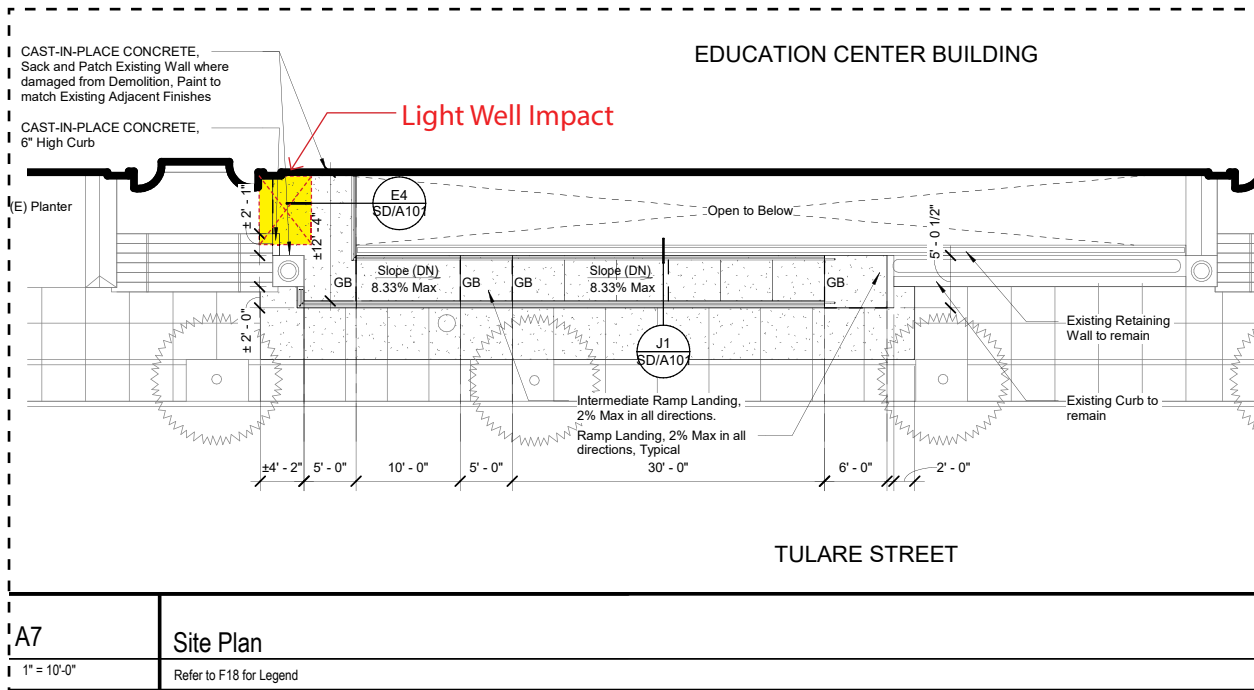 EDUCATION CENTER BUILDING
CAST-IN-PLACE CONCRETE,
Sack and Patch Existing Wall where
damaged from Demolition, Paint to
match Existing Adjacent Finishes
Light Well Impact
CAST-IN-PLACE CONCRETE,
6" High Curb
(E) Planter
± 2' - 1"
±12' - 4"
E4
SD/A101
Open to Below
5' - 0 1/2"
GB
Slope (DN)
8.33% Max
GB
GB
Slope (DN)
8.33% Max
GB
± 2' - 0"
J1
SD/A101
Existing Retaining
Wall to remain
Intermediate Ramp Landing,
2% Max in all directions.
Ramp Landing, 2% Max in all
directions, Typical
Existing Curb to
remain
±4' - 2"
5' - 0"
10' - 0"
5' - 0"
30' - 0"
6' - 0"
2' - 0"
TULARE STREET
A7
Site Plan
1" = 10'-0"
Refer to F18 for Legend